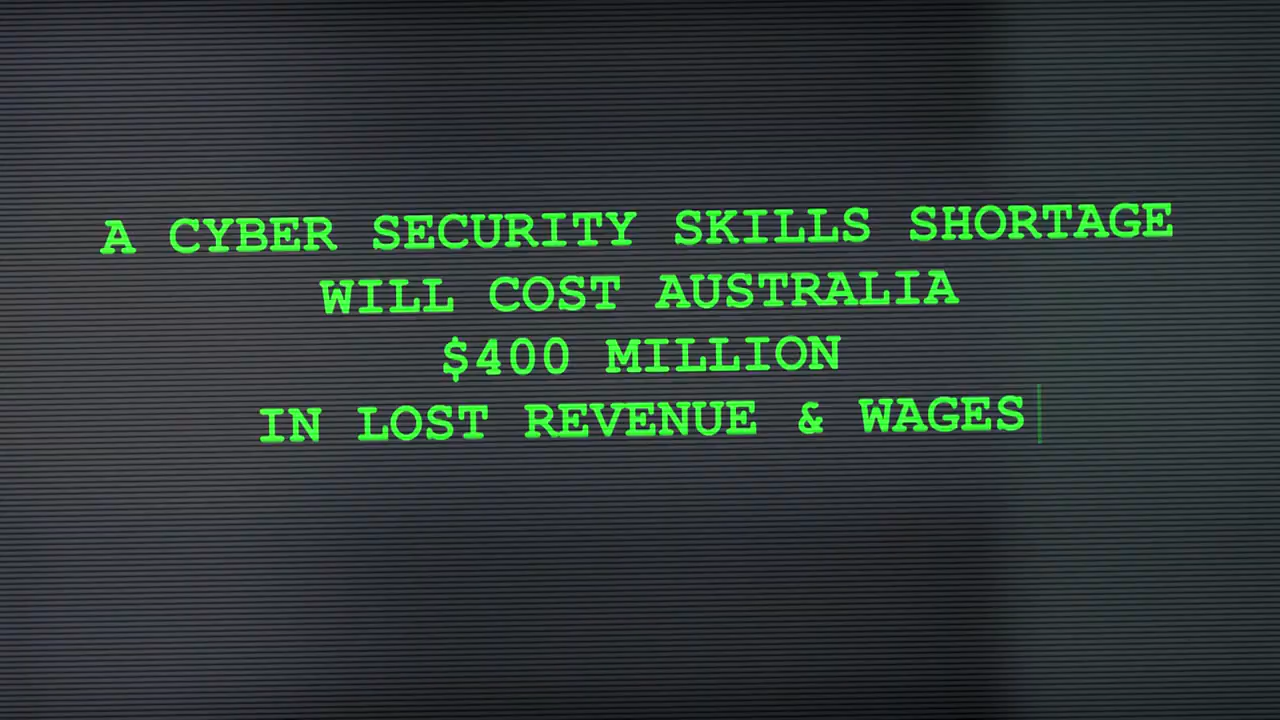 A CYBER SECURITY SKILLS SHORTAGE
WILL COST AUSTRALIA
$400 MILLION
IN LOST REVENUE & WAGES